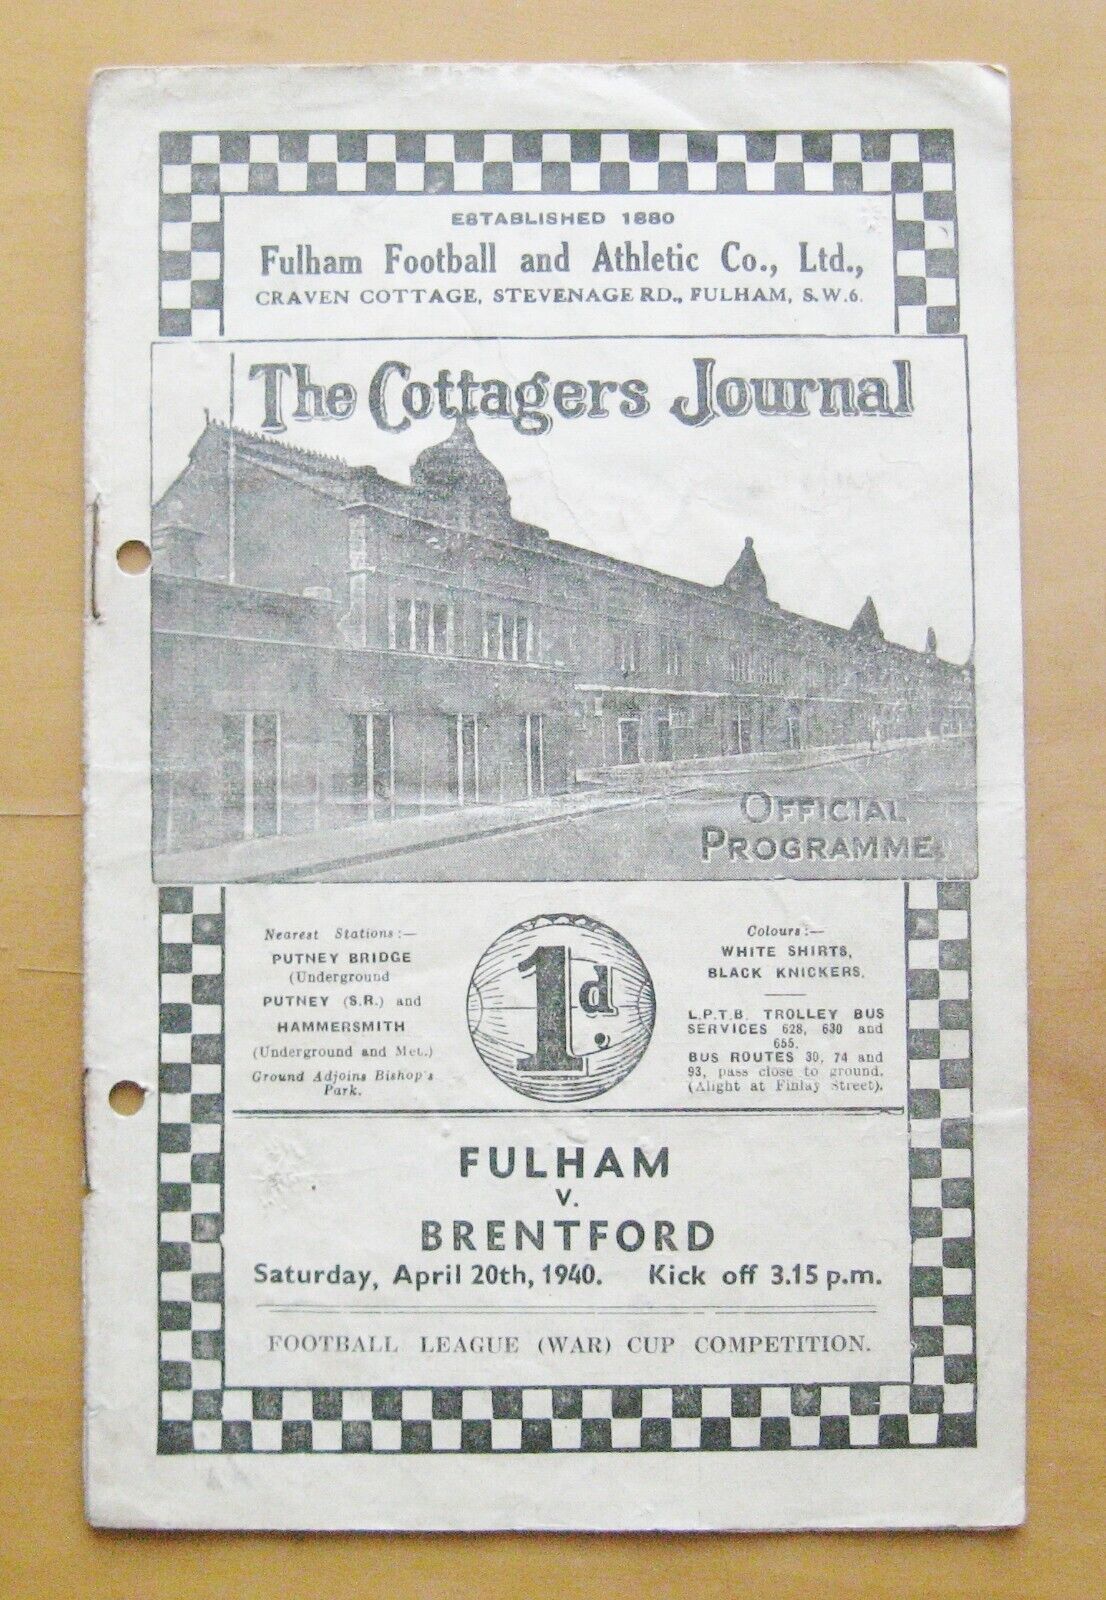 ESTABLISHED 1880
Fulham Football and Athletic Co., Ltd.,
CRAVEN COTTAGE, STEVENAGE RD., FULHAM, S.W.6.
The Cottagers Journal
OFFICIAL
PROGRAMME.
Nearest Stations:—
PUTNEY BRIDGE
(Underground
PUTNEY (S.R.) and
HAMMERSMITH
(Underground and Met.)
Ground Adjoins Bishop's
Park.
1d.
Colours:—
WHITE SHIRTS,
BLACK KNICKERS.
L.P.T.B. TROLLEY BUS
SERVICES 628, 630 and
655.
BUS ROUTES 30, 74 and
93, pass close to ground.
(Alight at Finlay Street).
FULHAM
V.
BRENTFORD
Saturday, April 20th, 1940. Kick off 3.15 p.m.
FOOTBALL LEAGUE (WAR) CUP COMPETITION.